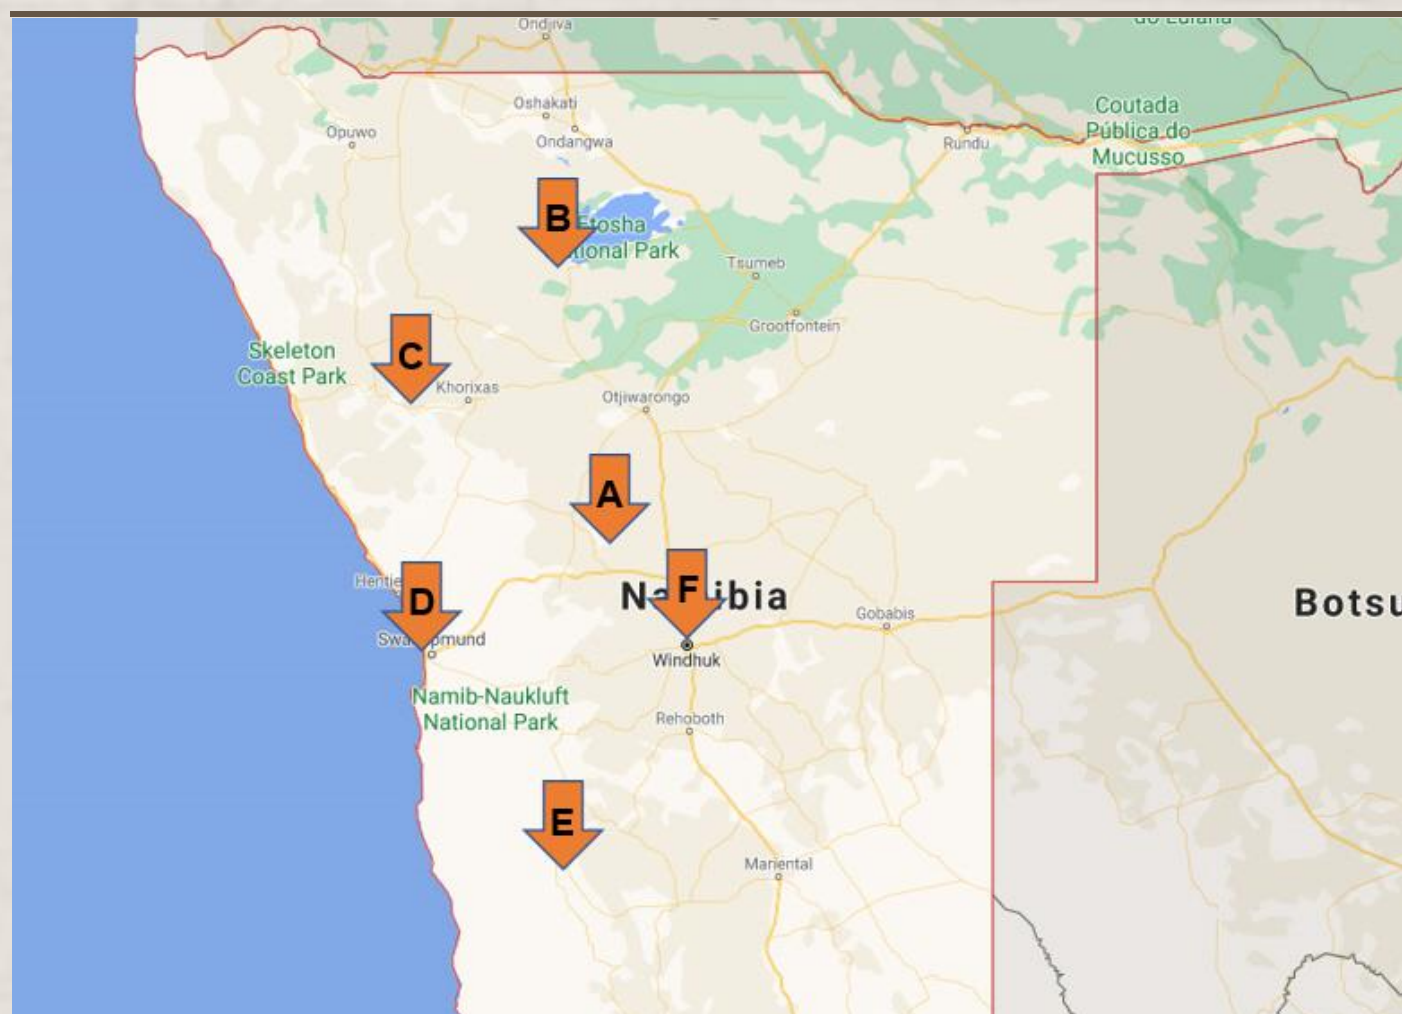 Ondjiva
Oshakati
Opuwo
Ondangwa
Rundu
Coutada
Pública do
Mucusso
B
Etosha
National Park
Tsumeb
Grootfontein
Skeleton
Coast Park
C
Khorixas
Otjiwarongo
A
Hentie
D
Namibia
F
Gobabis
Botsu
Swakopmund
Windhuk
Namib-Naukluft
National Park
Rehoboth
E
Mariental